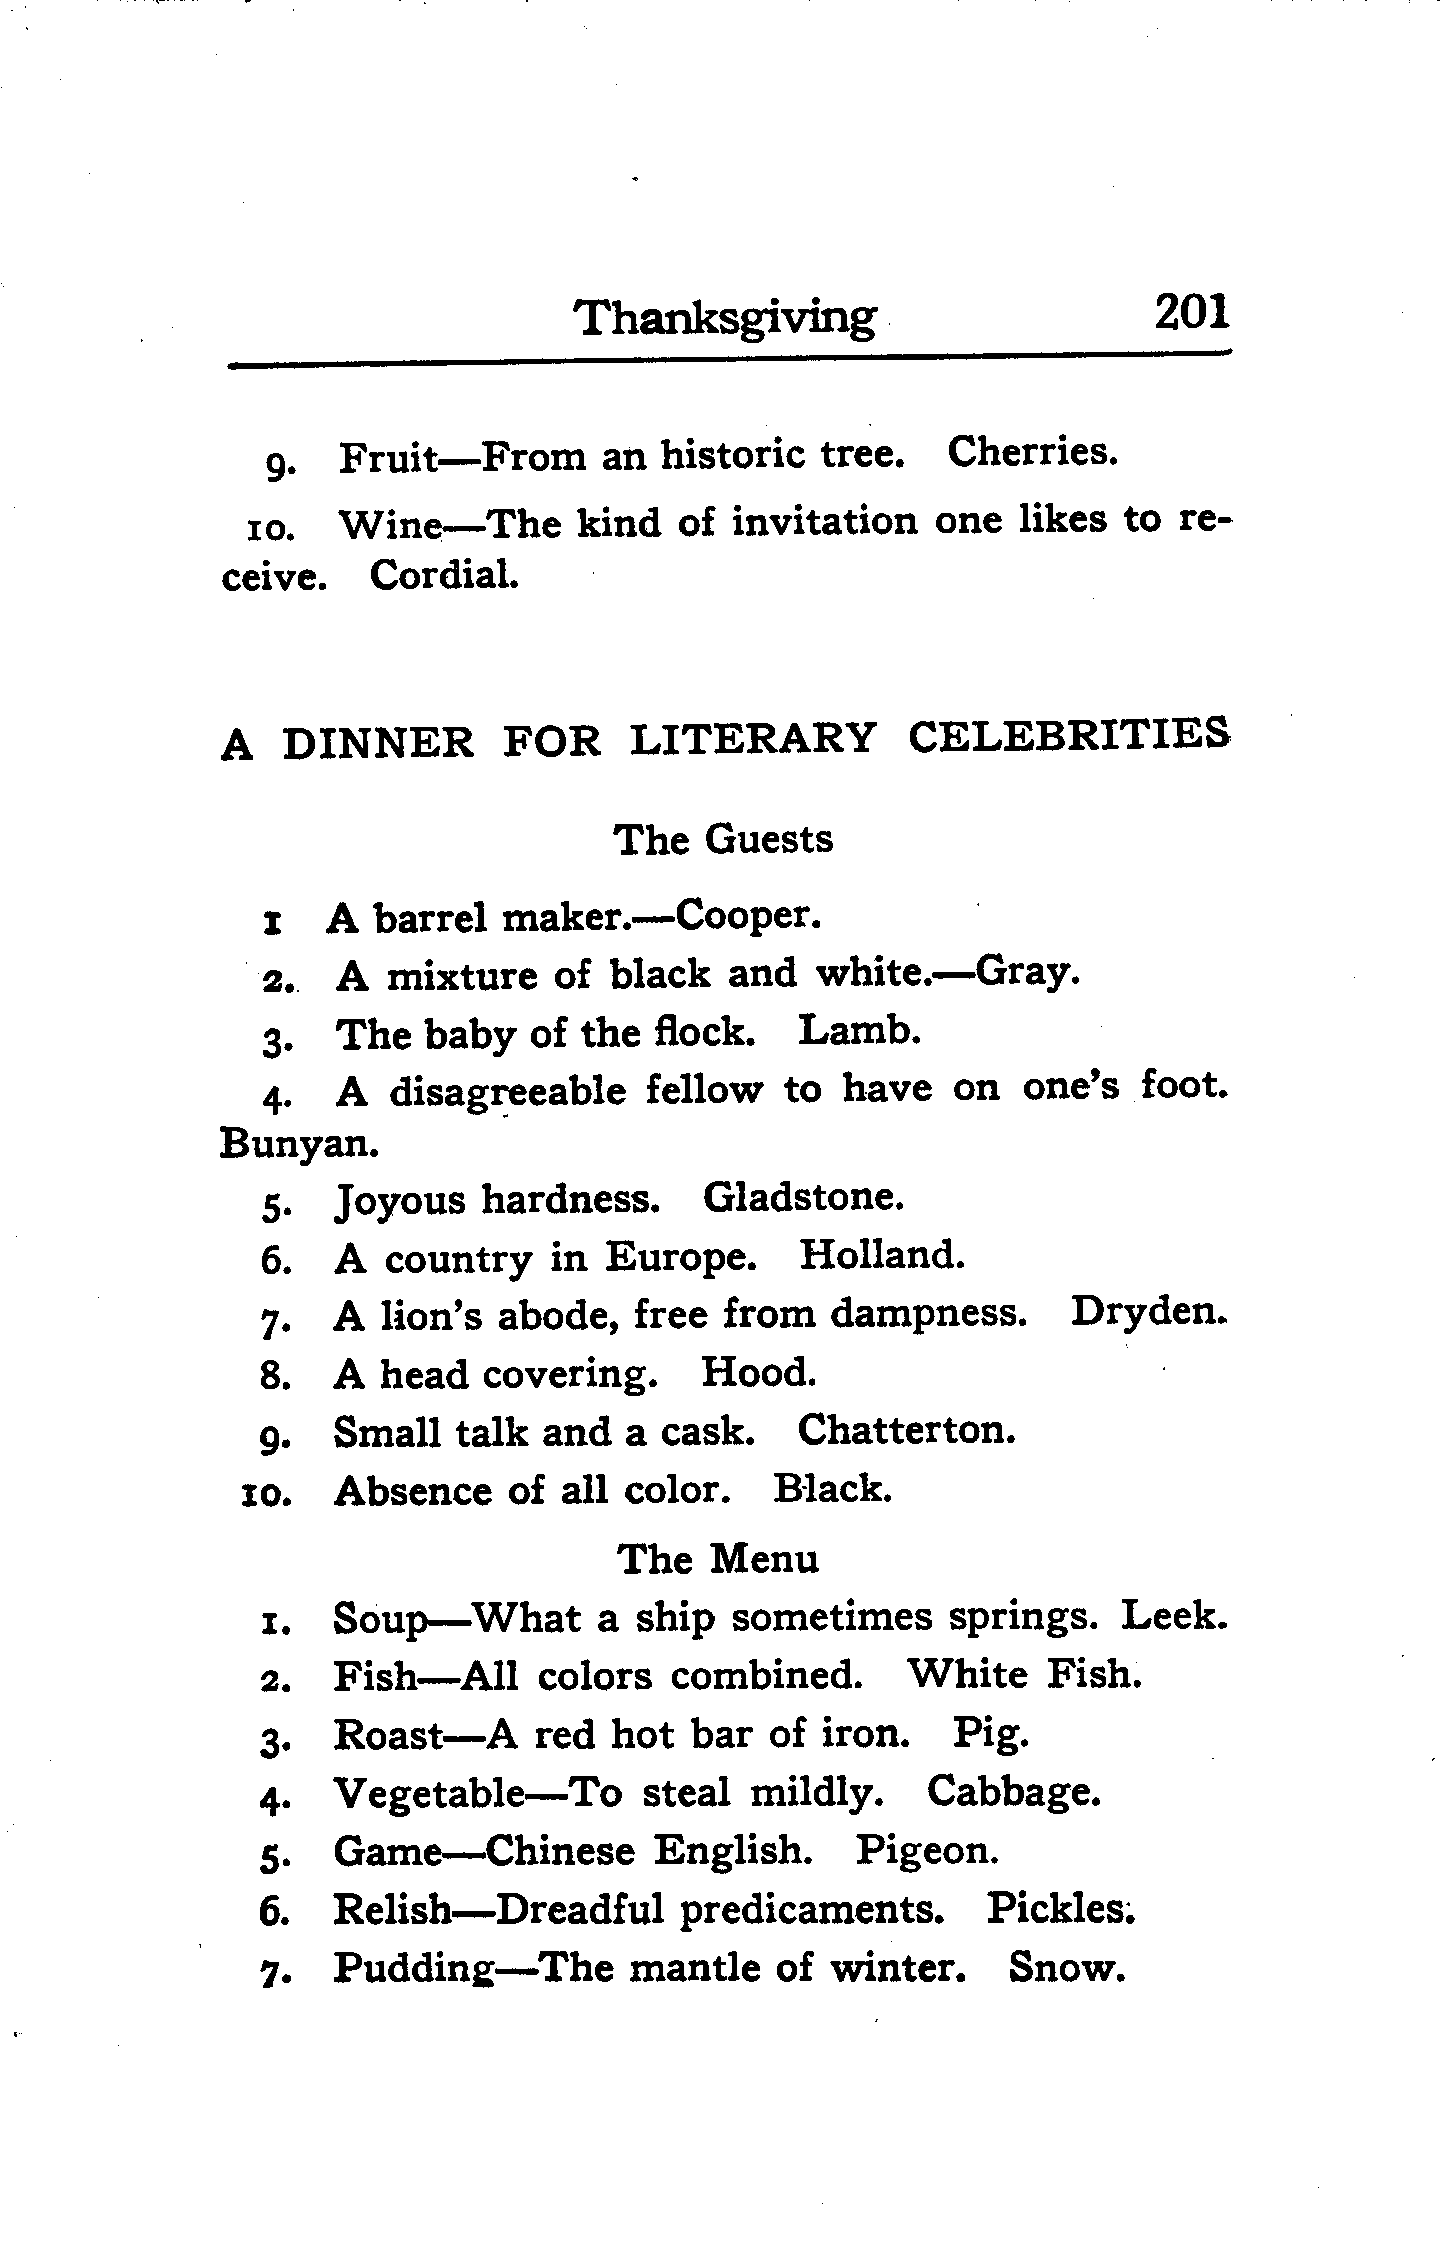 Thanksgiving 201
9. Fruit—From an historic tree. Cherries.
10. Wine—The kind of invitation one likes to re-
ceive. Cordial.
A DINNER FOR LITERARY CELEBRITIES
The Guests
1 A barrel maker.—Cooper.
2. A mixture of black and white.—Gray.
3. The baby of the flock. Lamb.
4. A disagreeable fellow to have on one's foot.
Bunyan.
5. Joyous hardness. Gladstone.
6. A country in Europe. Holland.
7. A lion's abode, free from dampness. Dryden.
8. A head covering. Hood.
9. Small talk and a cask. Chatterton.
10. Absence of all color. Black.
The Menu
1. Soup—What a ship sometimes springs. Leek.
2. Fish—All colors combined. White Fish.
3. Roast—A red hot bar of iron. Pig.
4. Vegetable—To steal mildly. Cabbage.
5. Game—Chinese English. Pigeon.
6. Relish—Dreadful predicaments. Pickles.
7. Pudding—The mantle of winter. Snow.